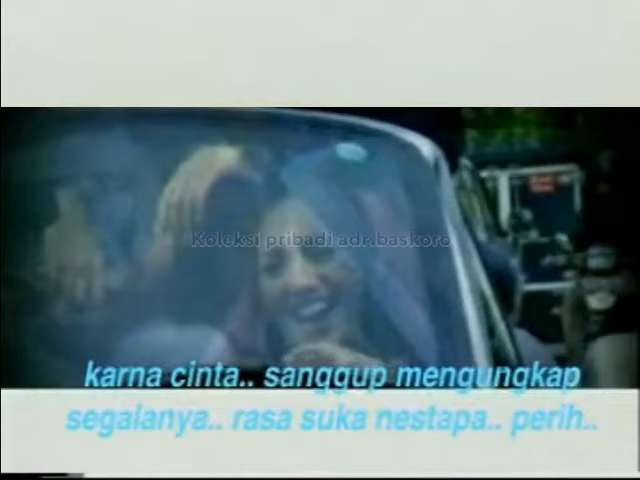 Koleksi pribadi adr.baskoro
karna cinta.. sanggup mengungkap
segalanya.. rasa suka nestapa.. perih..